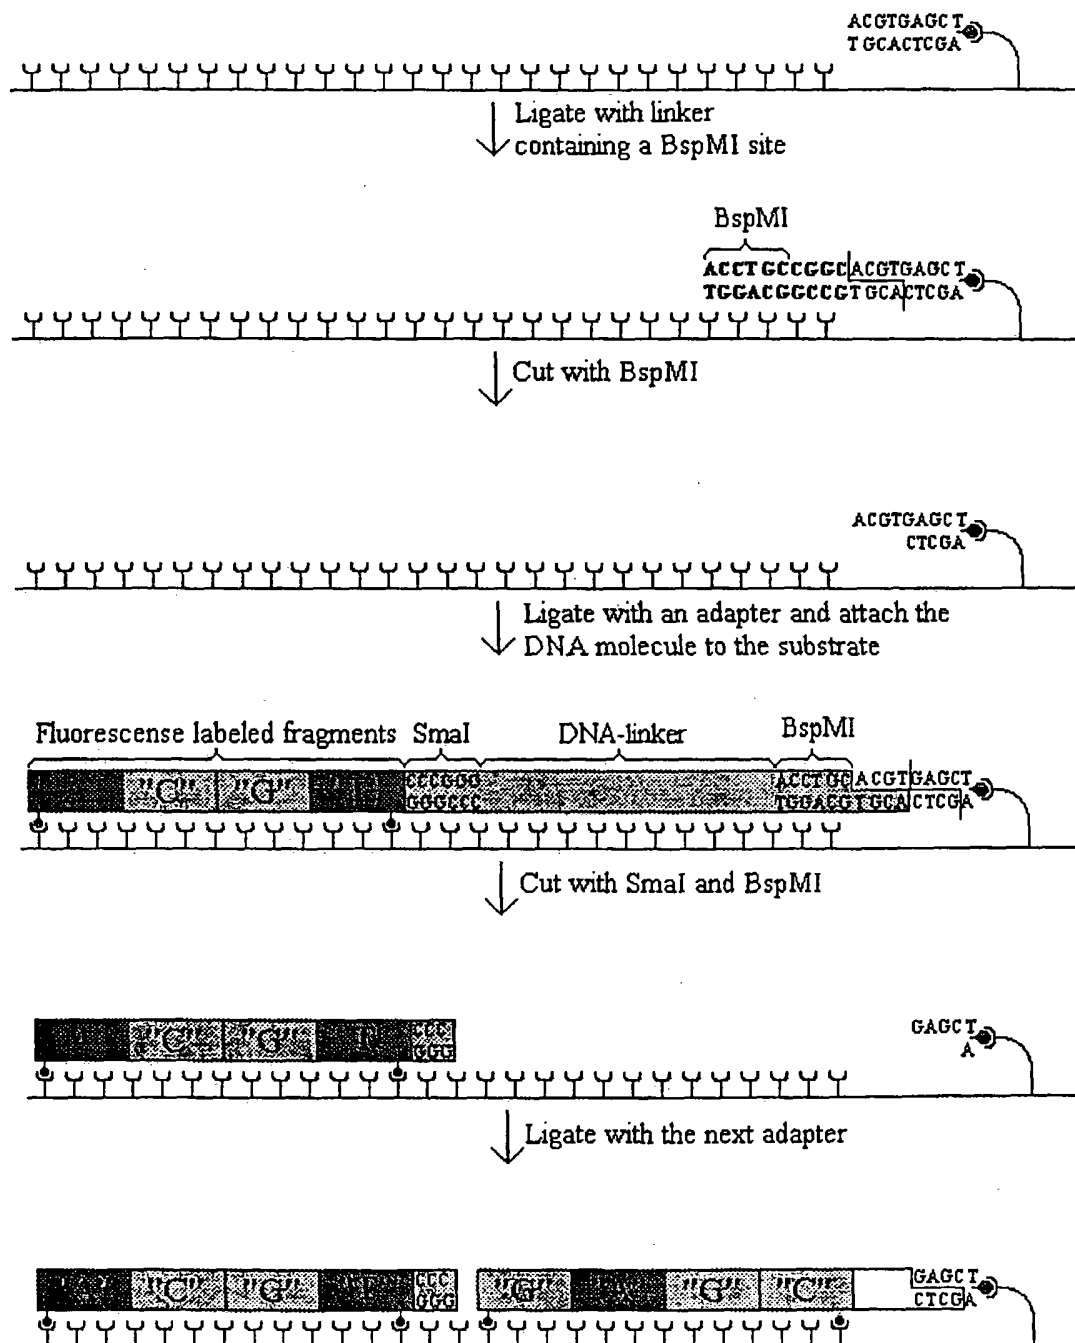 ACGTGAGCT
TGCACTCGA
Ligate with linker
containing a BspMI site
BspMI
ACCTGCCGGCACGTGAGCT
TGGACGGCCGTGCACTCGA
Cut with BspMI
ACGTGAGCT
CTCGA
Ligate with an adapter and attach the
DNA molecule to the substrate
Fluorescense labeled fragments SmaI DNA-linker BspMI
"C" "G" CCCGGG ACCTGCACGTGAGCT
GGGCCC TGGACGTGCACTCGA
Cut with SmaI and BspMI
"C" "G" CCC GAGCT
GGG A
Ligate with the next adapter
"C" "G" CCC "G" "G" "C" GAGCT
GGG CTCGA